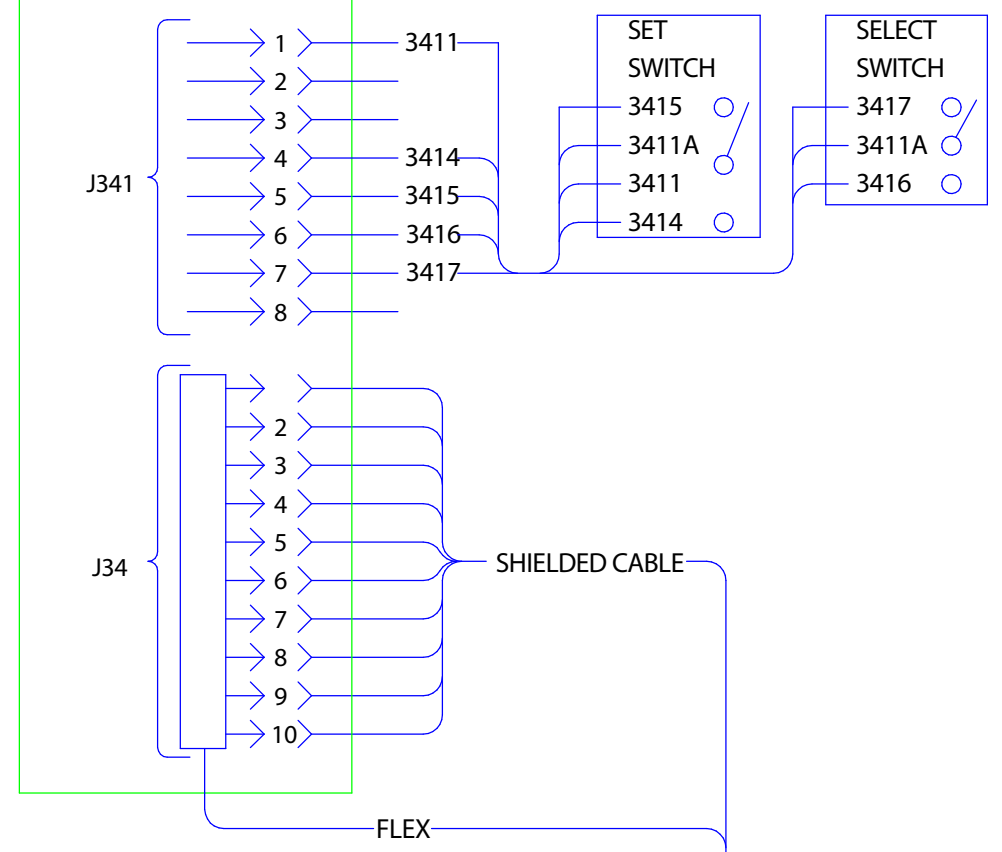 J341
1 3411
2
3
4 3414
5 3415
6 3416
7 3417
8
SET
SWITCH
3415
3411A
3411
3414
SELECT
SWITCH
3417
3411A
3416
J34
2
3
4
5
6
7
8
9
10
SHIELDED CABLE
FLEX